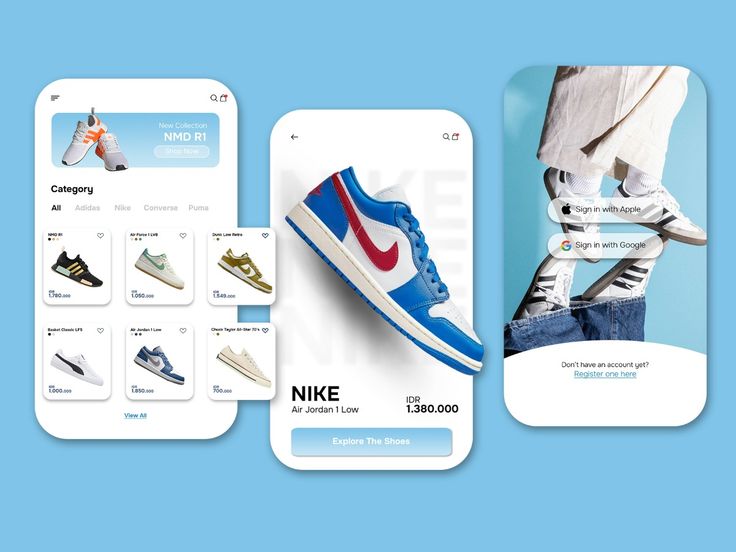 New Collection
NMD R1
Shop Now
Category
All Adidas Nike Converse Puma
NMD R1
IDR
1.780.000
Air Force 1 LV8
IDR
1.050.000
Dunk Low Retro
IDR
1.549.000
Basket Classic LFS
IDR
1.000.000
Air Jordan 1 Low
IDR
1.850.000
Chuck Taylor All-Star 70's
IDR
700.000
View All
NIKE
NIKE
Air Jordan 1 Low
IDR
1.380.000
Explore The Shoes
Sign in with Apple
Sign in with Google
Don't have an account yet?
Register one here